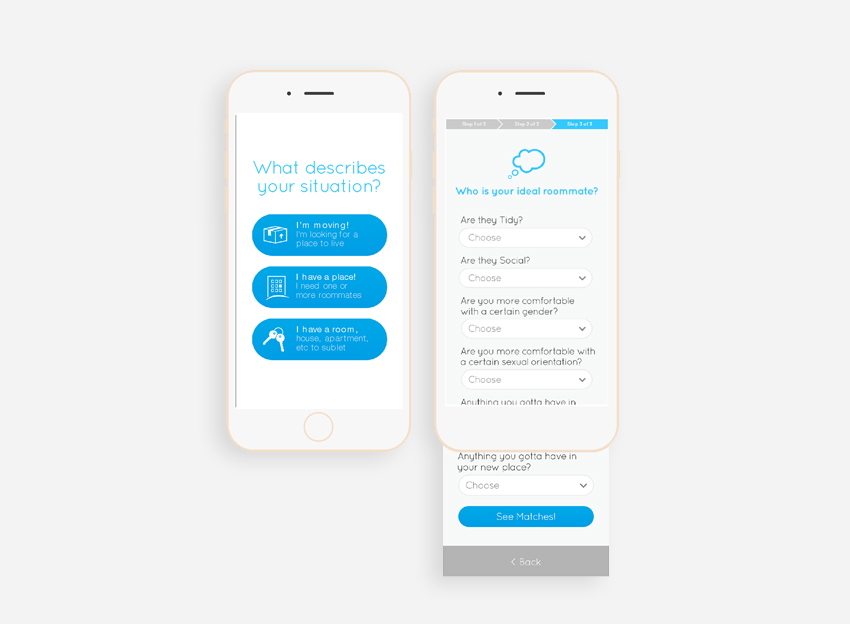 What describes
your situation?
I'm moving!
I'm looking for a
place to live
I have a place!
I need one or
more roommates
I have a room,
house, apartment,
etc to sublet
Step 1 of 3
Step 2 of 3
Step 3 of 3
Who is your ideal roommate?
Are they Tidy?
Choose
Are they Social?
Choose
Are you more comfortable
with a certain gender?
Choose
Are you more comfortable with
a certain sexual orientation?
Choose
Anything you gotta have in
Anything you gotta have in
your new place?
Choose
See Matches!
< Back